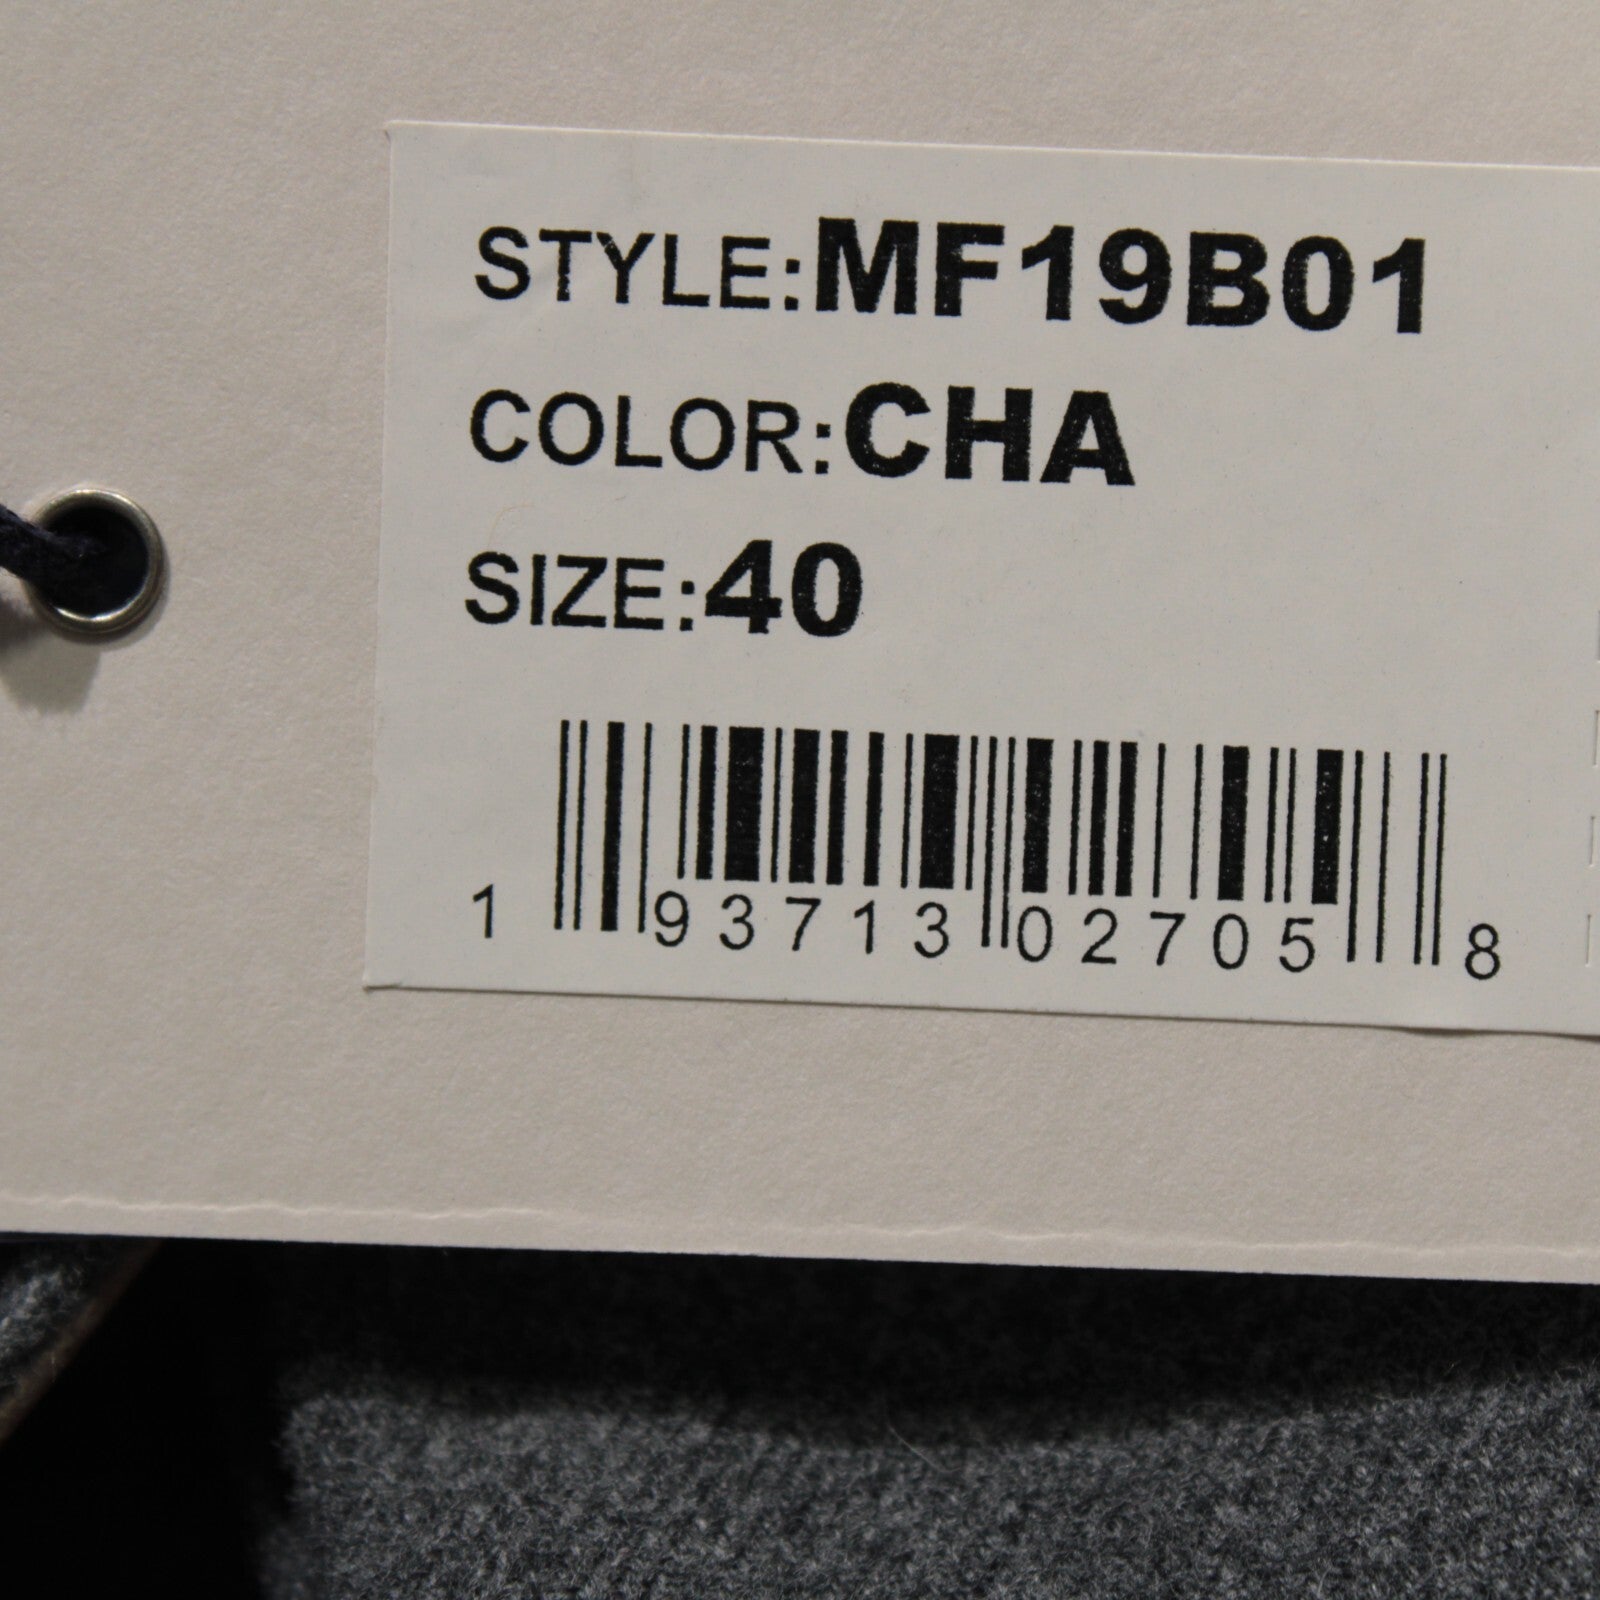 STYLE:MF19B01
COLOR:CHA
SIZE:40
1 93713 02705 8